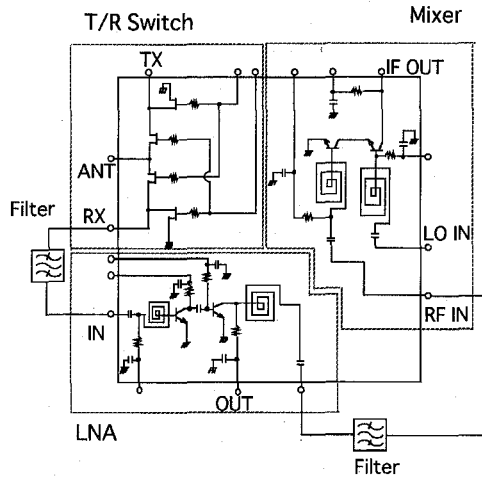 T/R Switch
Mixer
TX
IF OUT
ANT
Filter
RX
LO IN
RF IN
IN
OUT
LNA
Filter